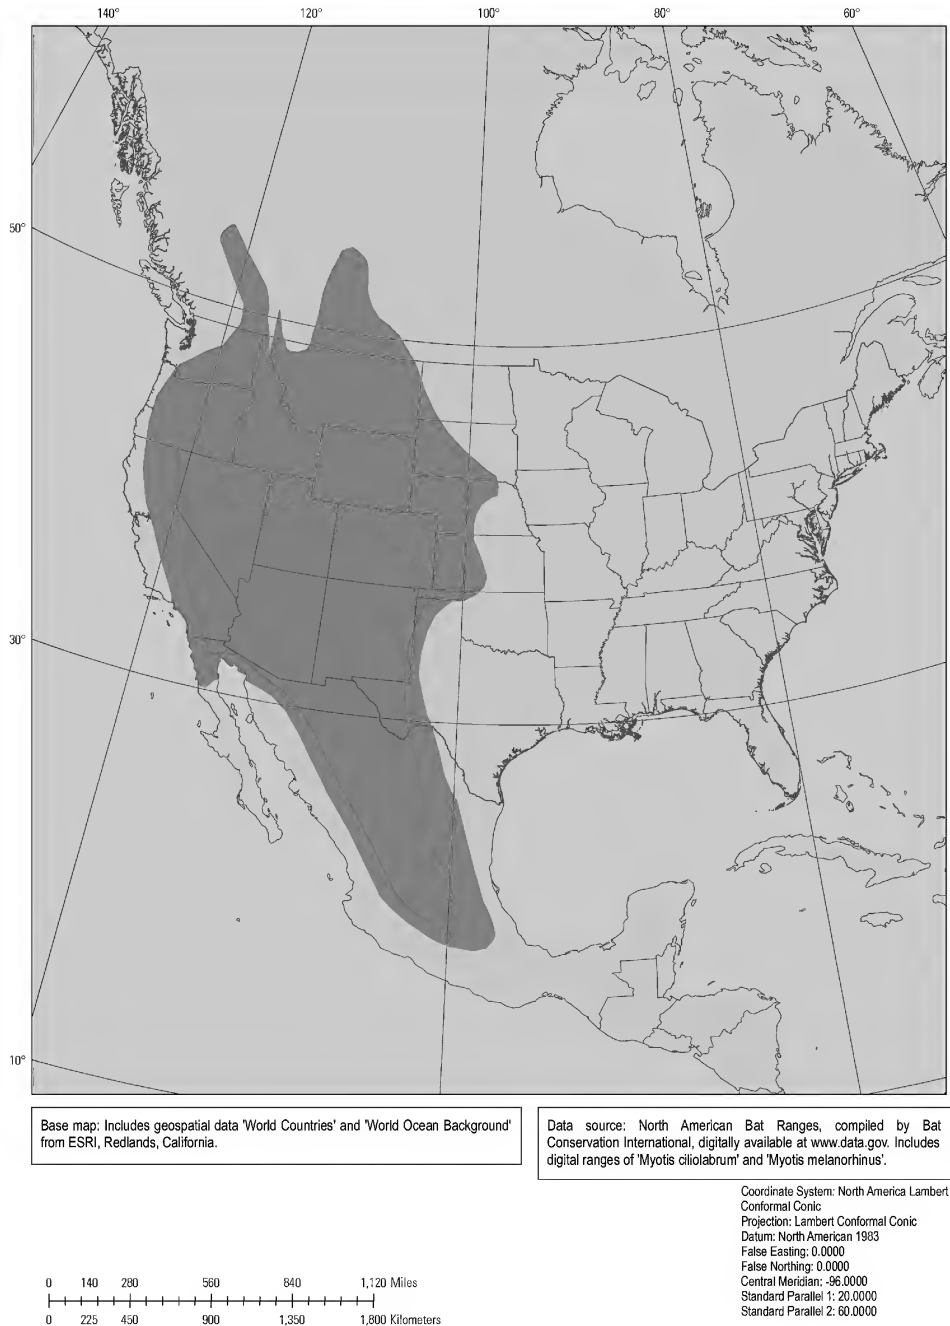 140°
120°
100°
80°
60°
50°
30°
10°
Base map: Includes geospatial data 'World Countries' and 'World Ocean Background'
from ESRI, Redlands, California.
Data source: North American Bat Ranges, compiled by Bat
Conservation International, digitally available at www.data.gov. Includes
digital ranges of 'Myotis ciliolabrum' and 'Myotis melanorhinus'.
Coordinate System: North America Lambert
Conformal Conic
Projection: Lambert Conformal Conic
Datum: North American 1983
False Easting: 0.0000
False Northing: 0.0000
Central Meridian: -96.0000
Standard Parallel 1: 20.0000
Standard Parallel 2: 60.0000
0 140 280 560 840 1,120 Miles
0 225 450 900 1,350 1,800 Kilometers